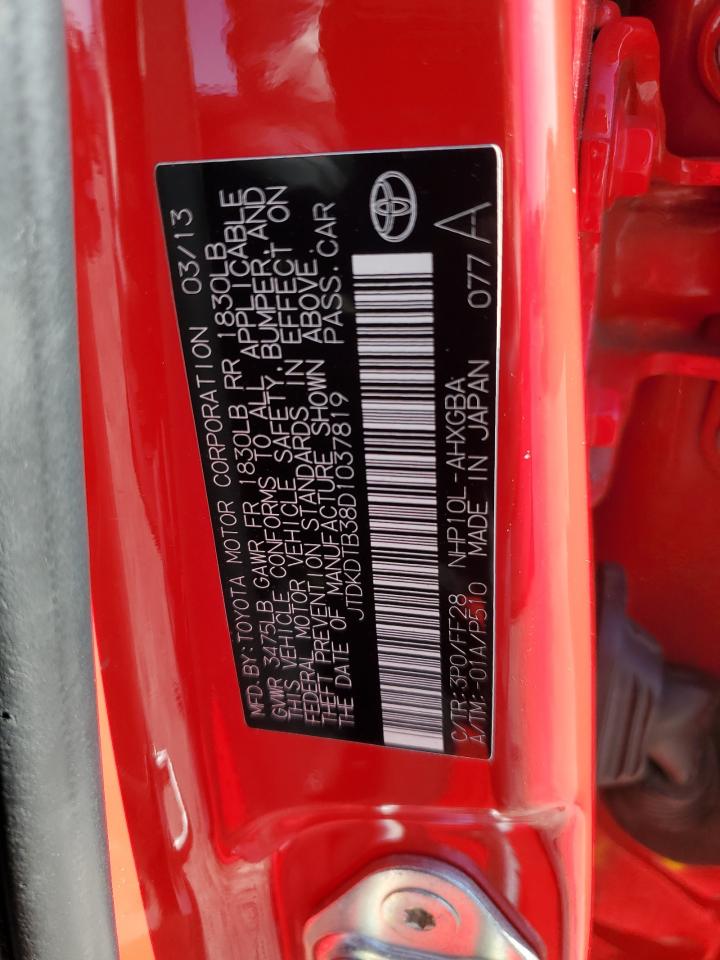 MFD. BY: TOYOTA MOTOR CORPORATION 03/13
GVWR 3475LB GAWR FR 1830LB RR 1830LB
THIS VEHICLE CONFORMS TO ALL APPLICABLE
FEDERAL MOTOR VEHICLE SAFETY, BUMPER, AND
THEFT PREVENTION STANDARDS IN EFFECT ON
THE DATE OF MANUFACTURE SHOWN ABOVE.
JTDKDTB38D1037819 PASS. CAR
C/TR: 3P0/FF28 NHP10L-AHXGBA
A/TM: -01A/P510 MADE IN JAPAN 077 A